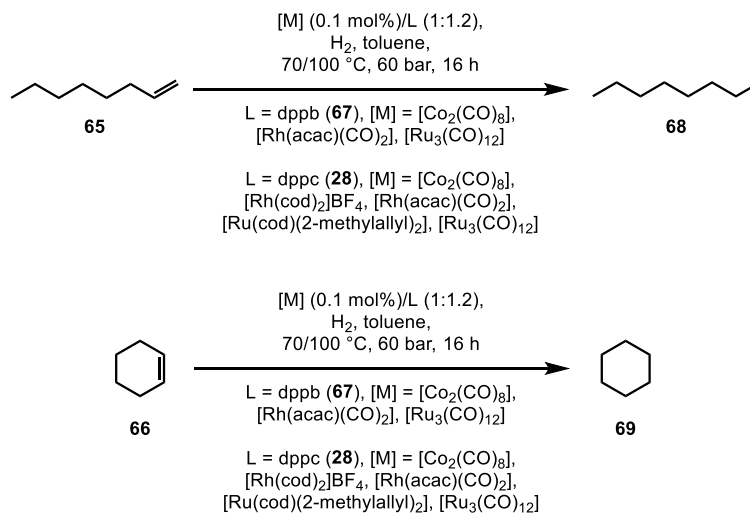 [M] (0.1 mol%)/L (1:1.2),
H₂, toluene,
70/100 °C, 60 bar, 16 h
65
68
L = dppb (67), [M] = [Co₂(CO)₈],
[Rh(acac)(CO)₂], [Ru₃(CO)₁₂]
L = dppc (28), [M] = [Co₂(CO)₈],
[Rh(cod)₂]BF₄, [Rh(acac)(CO)₂],
[Ru(cod)(2-methylallyl)₂], [Ru₃(CO)₁₂]
[M] (0.1 mol%)/L (1:1.2),
H₂, toluene,
70/100 °C, 60 bar, 16 h
66
69
L = dppb (67), [M] = [Co₂(CO)₈],
[Rh(acac)(CO)₂], [Ru₃(CO)₁₂]
L = dppc (28), [M] = [Co₂(CO)₈],
[Rh(cod)₂]BF₄, [Rh(acac)(CO)₂],
[Ru(cod)(2-methylallyl)₂], [Ru₃(CO)₁₂]